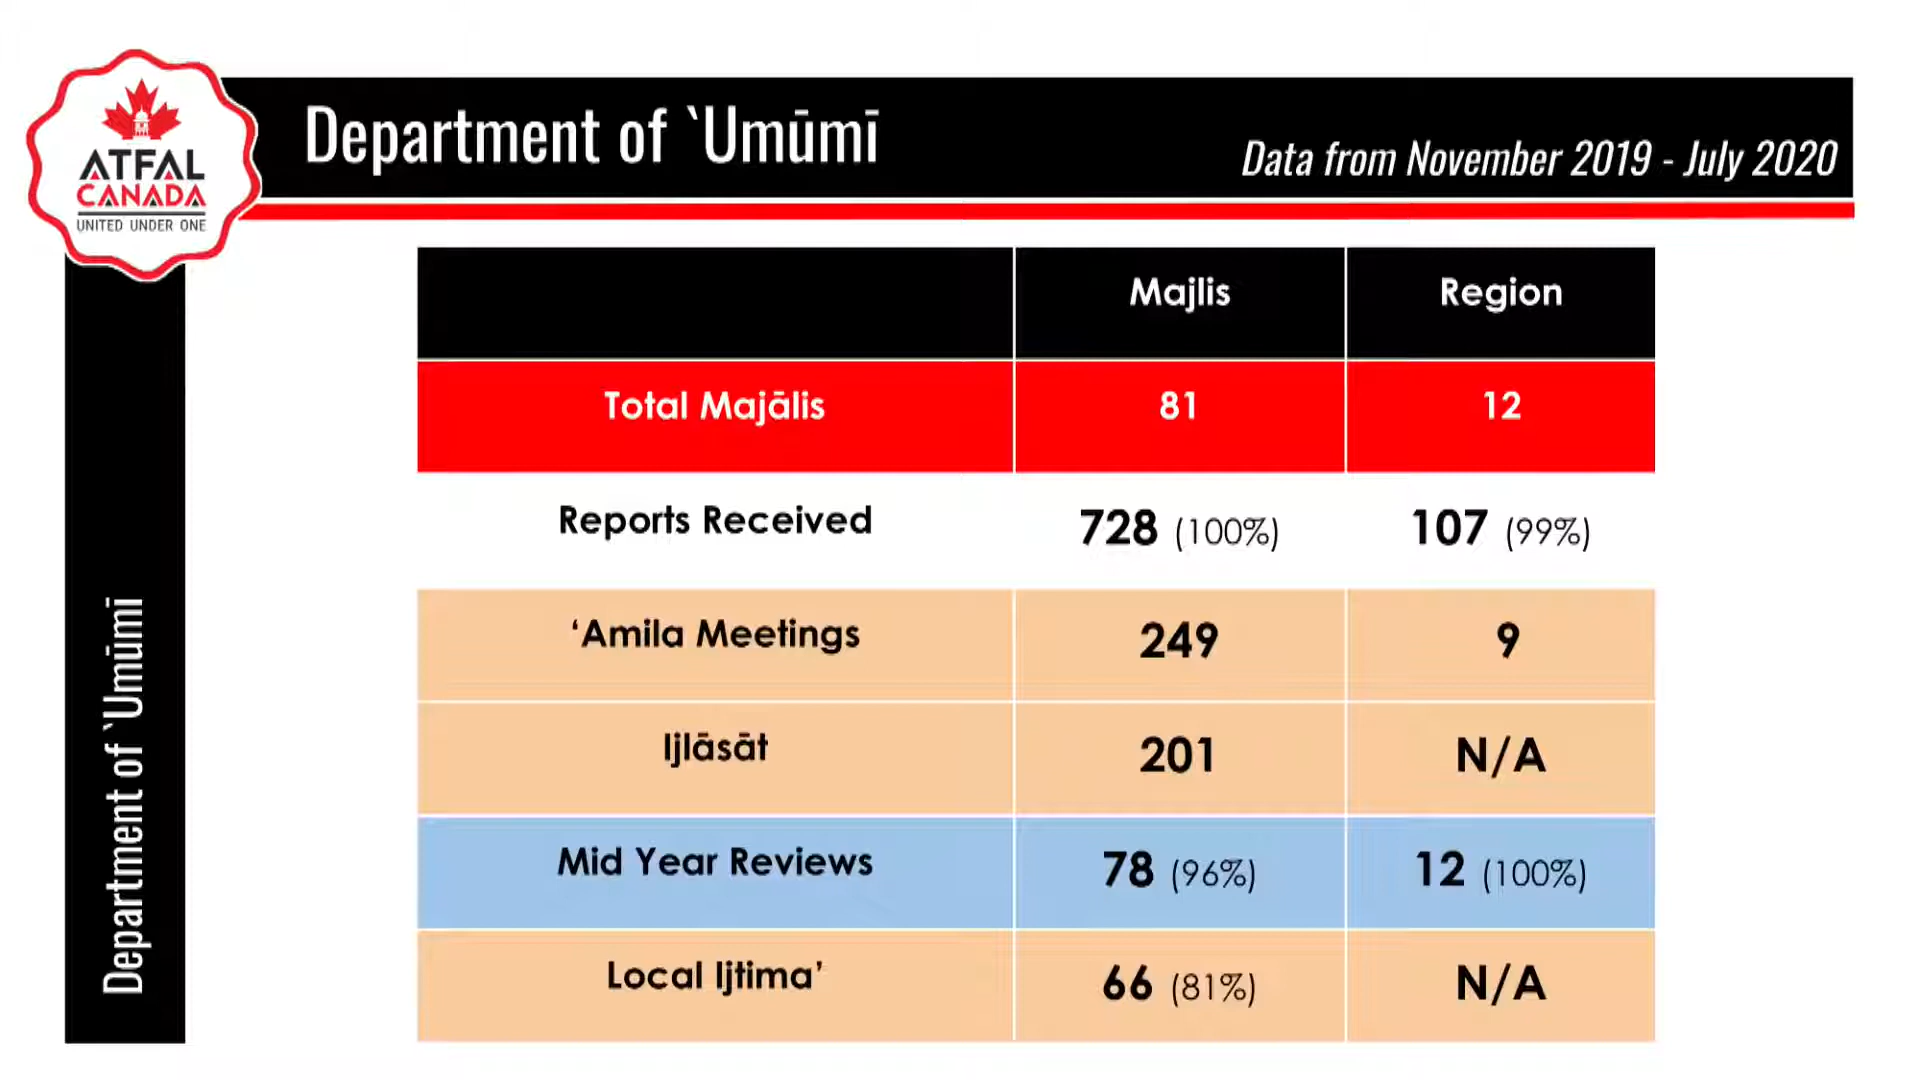 ATFAL
CANADA
UNITED UNDER ONE
Department of `Umūmī
Data from November 2019 - July 2020
Department of `Umūmī
Majlis Region
Total Majālis 81 12
Reports Received 728 (100%) 107 (99%)
‘Amila Meetings 249 9
Ijlāsāt 201 N/A
Mid Year Reviews 78 (96%) 12 (100%)
Local Ijtima’ 66 (81%) N/A